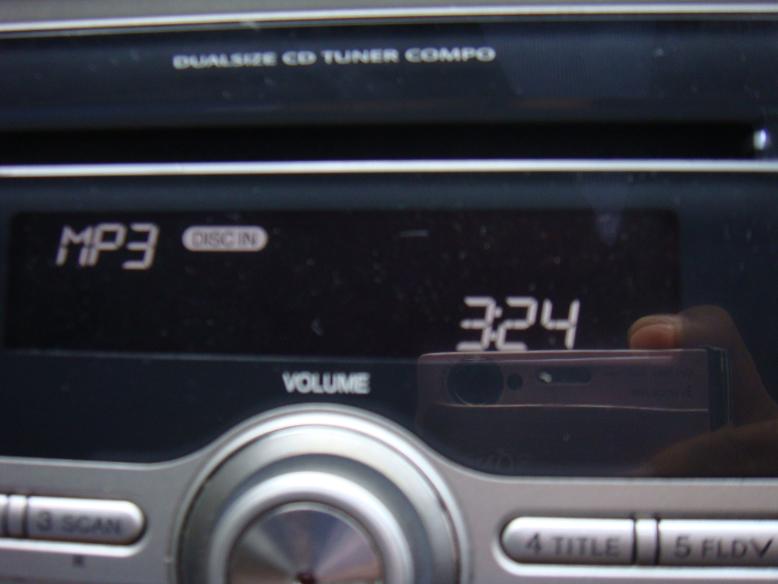 DUALSIZE CD TUNER COMPO
MP3 DISC IN
3:24
VOLUME
3 SCAN
4 TITLE
5 FLD